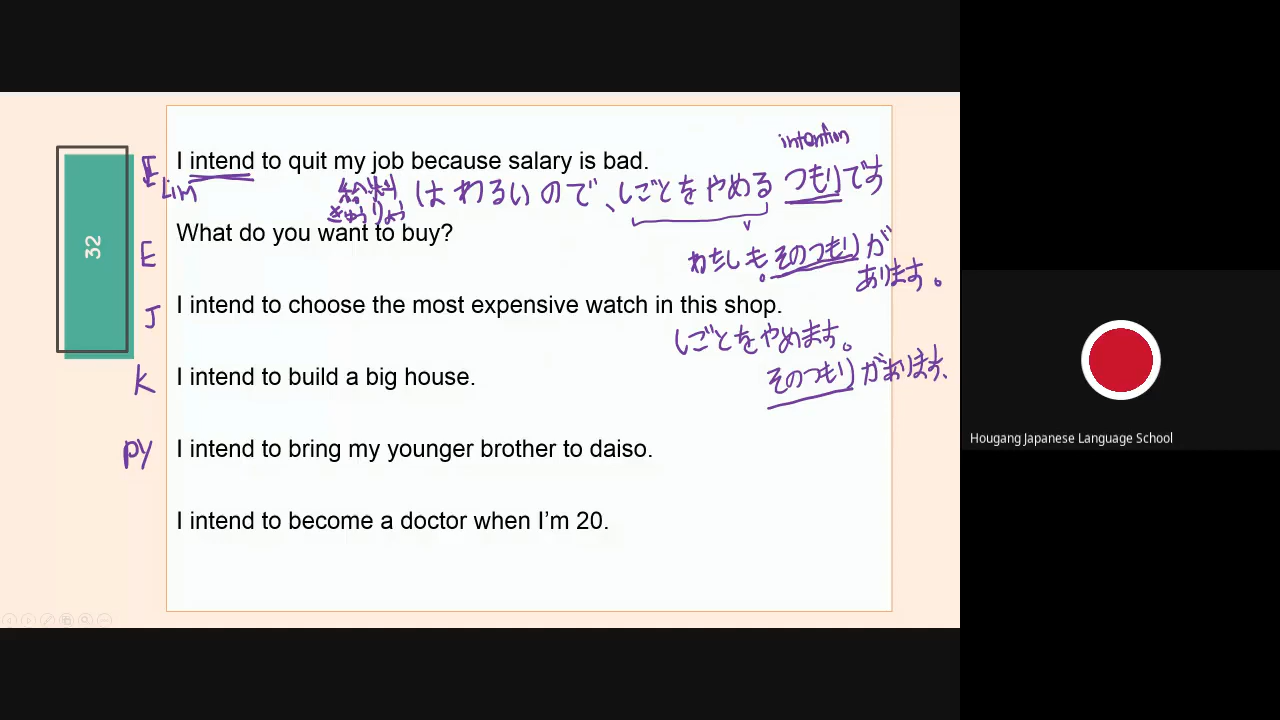 intention
E I intend to quit my job because salary is bad.
Lim
給料 は わるい ので、しごとを やめる つもりです
きゅうりょう
V
32
E What do you want to buy?
わたしも そのつもりが
あります。
J I intend to choose the most expensive watch in this shop.
しごとをやめます。
K I intend to build a big house.
そのつもりがあります、
PY I intend to bring my younger brother to daiso.
Hougang Japanese Language School
I intend to become a doctor when I'm 20.